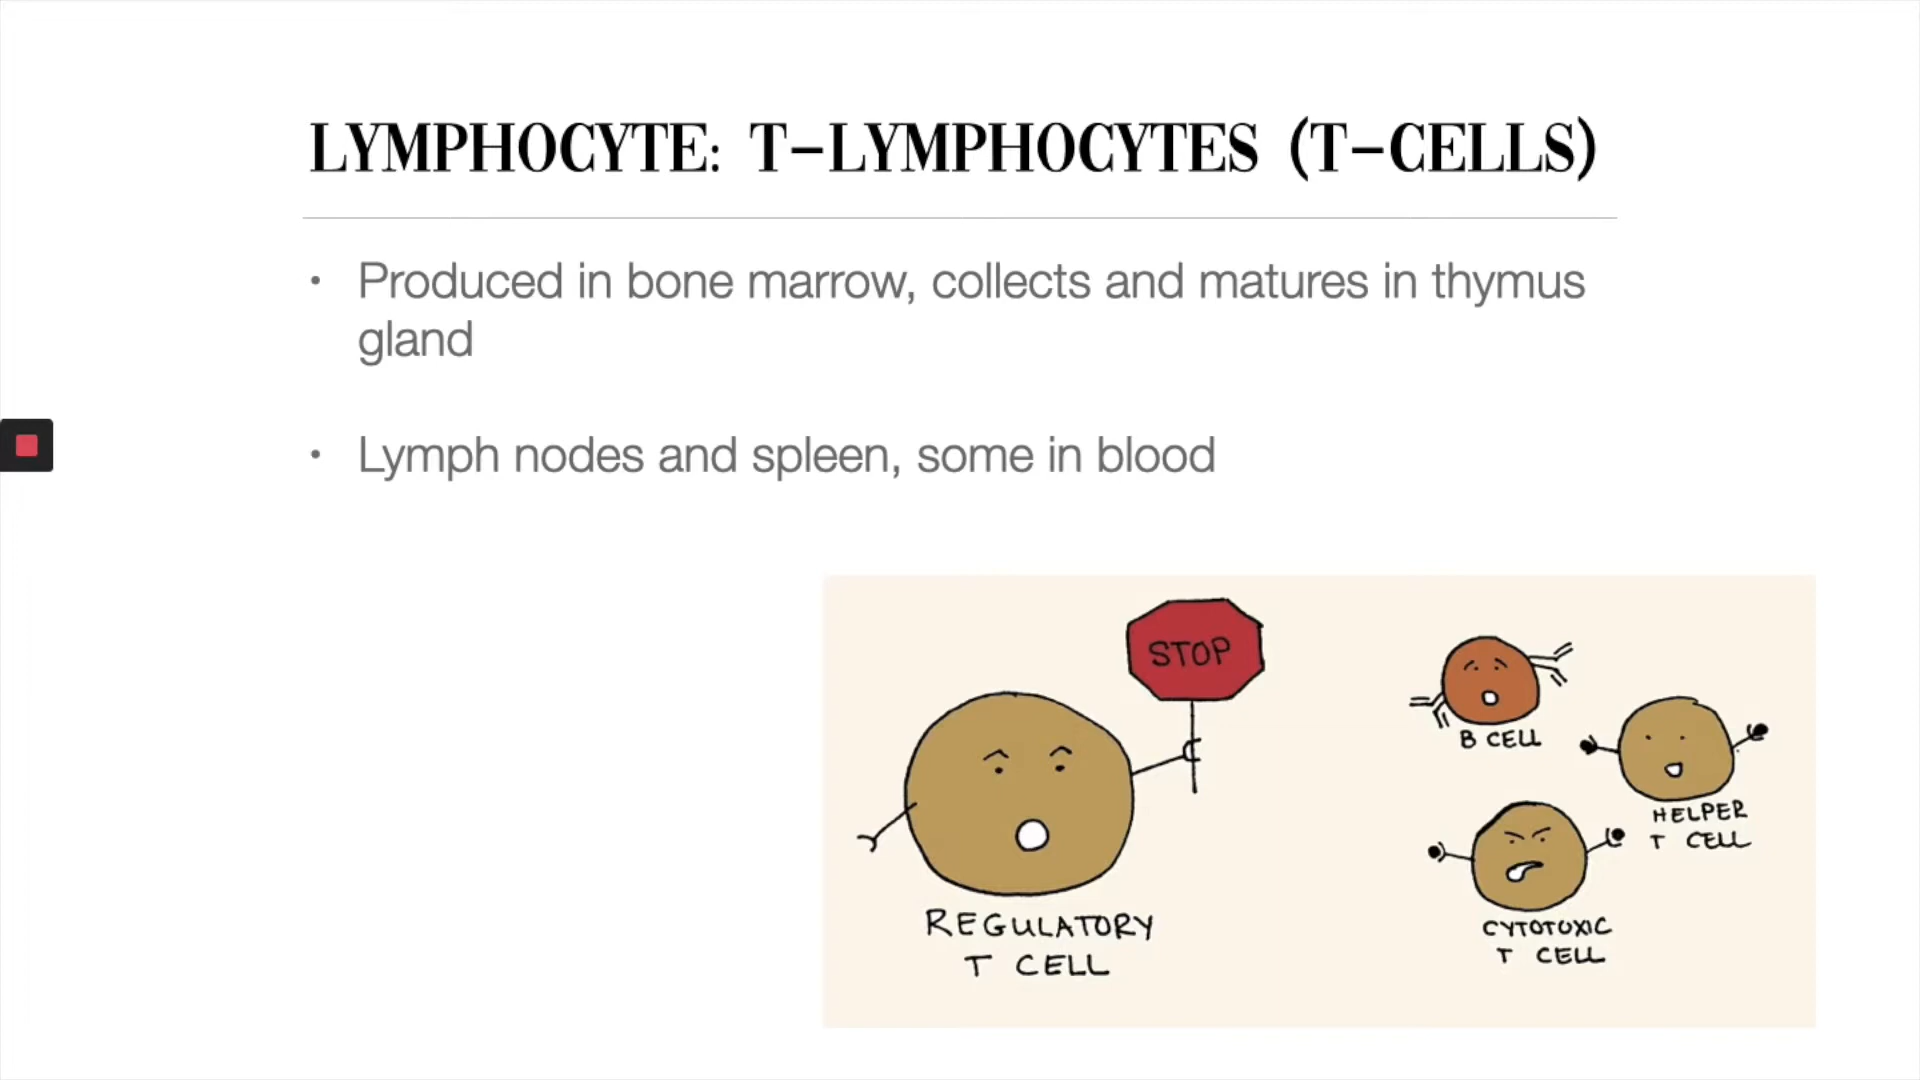 LYMPHOCYTE: T-LYMPHOCYTES (T-CELLS)
• Produced in bone marrow, collects and matures in thymus
gland
• Lymph nodes and spleen, some in blood
STOP
REGULATORY
T CELL
B CELL
HELPER
T CELL
CYTOTOXIC
T CELL